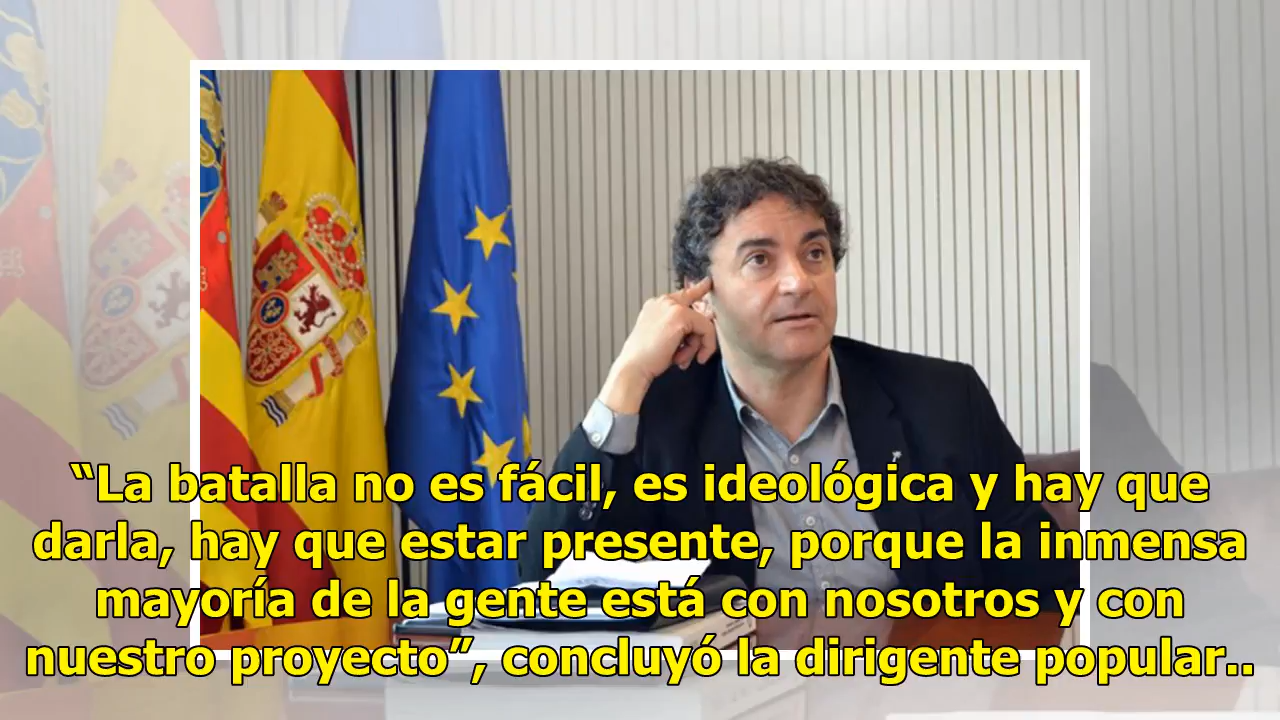 “La batalla no es fácil, es ideológica y hay que
darla, hay que estar presente, porque la inmensa
mayoría de la gente está con nosotros y con
nuestro proyecto”, concluyó la dirigente popular..